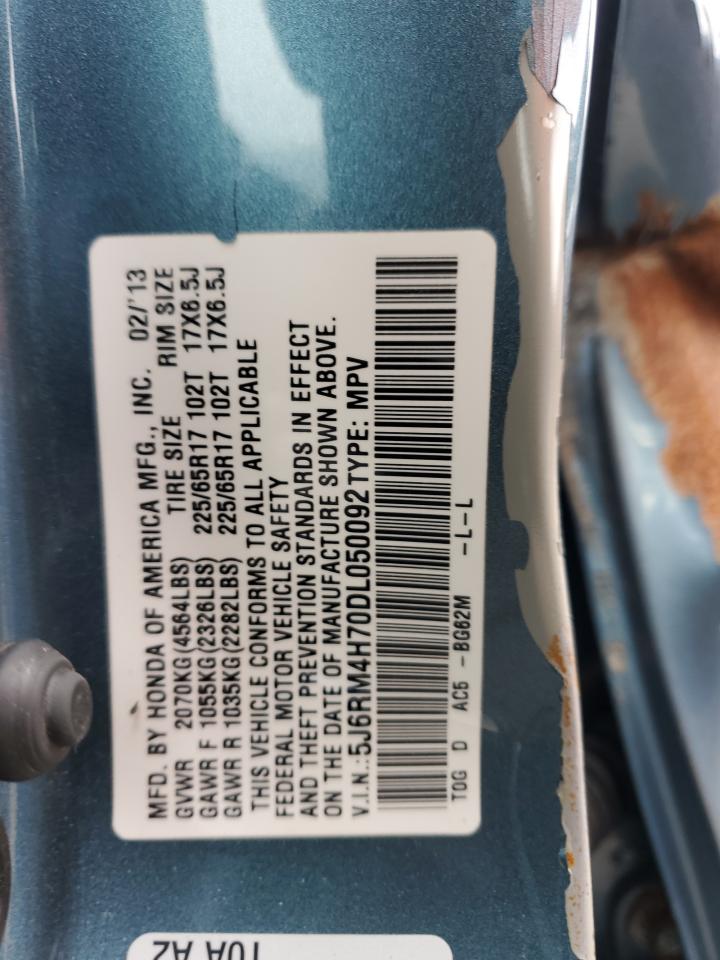 MFD. BY HONDA OF AMERICA MFG., INC. 02/'13
GVWR 2070KG(4564LBS) TIRE SIZE RIM SIZE
GAWR F 1055KG(2326LBS) 225/65R17 102T 17X6.5J
GAWR R 1035KG(2282LBS) 225/65R17 102T 17X6.5J
THIS VEHICLE CONFORMS TO ALL APPLICABLE
FEDERAL MOTOR VEHICLE SAFETY
AND THEFT PREVENTION STANDARDS IN EFFECT
ON THE DATE OF MANUFACTURE SHOWN ABOVE.
V.I.N.:5J6RM4H70DL050092 TYPE: MPV
TOG D AC5 -BG62M -L-L
T0A A2